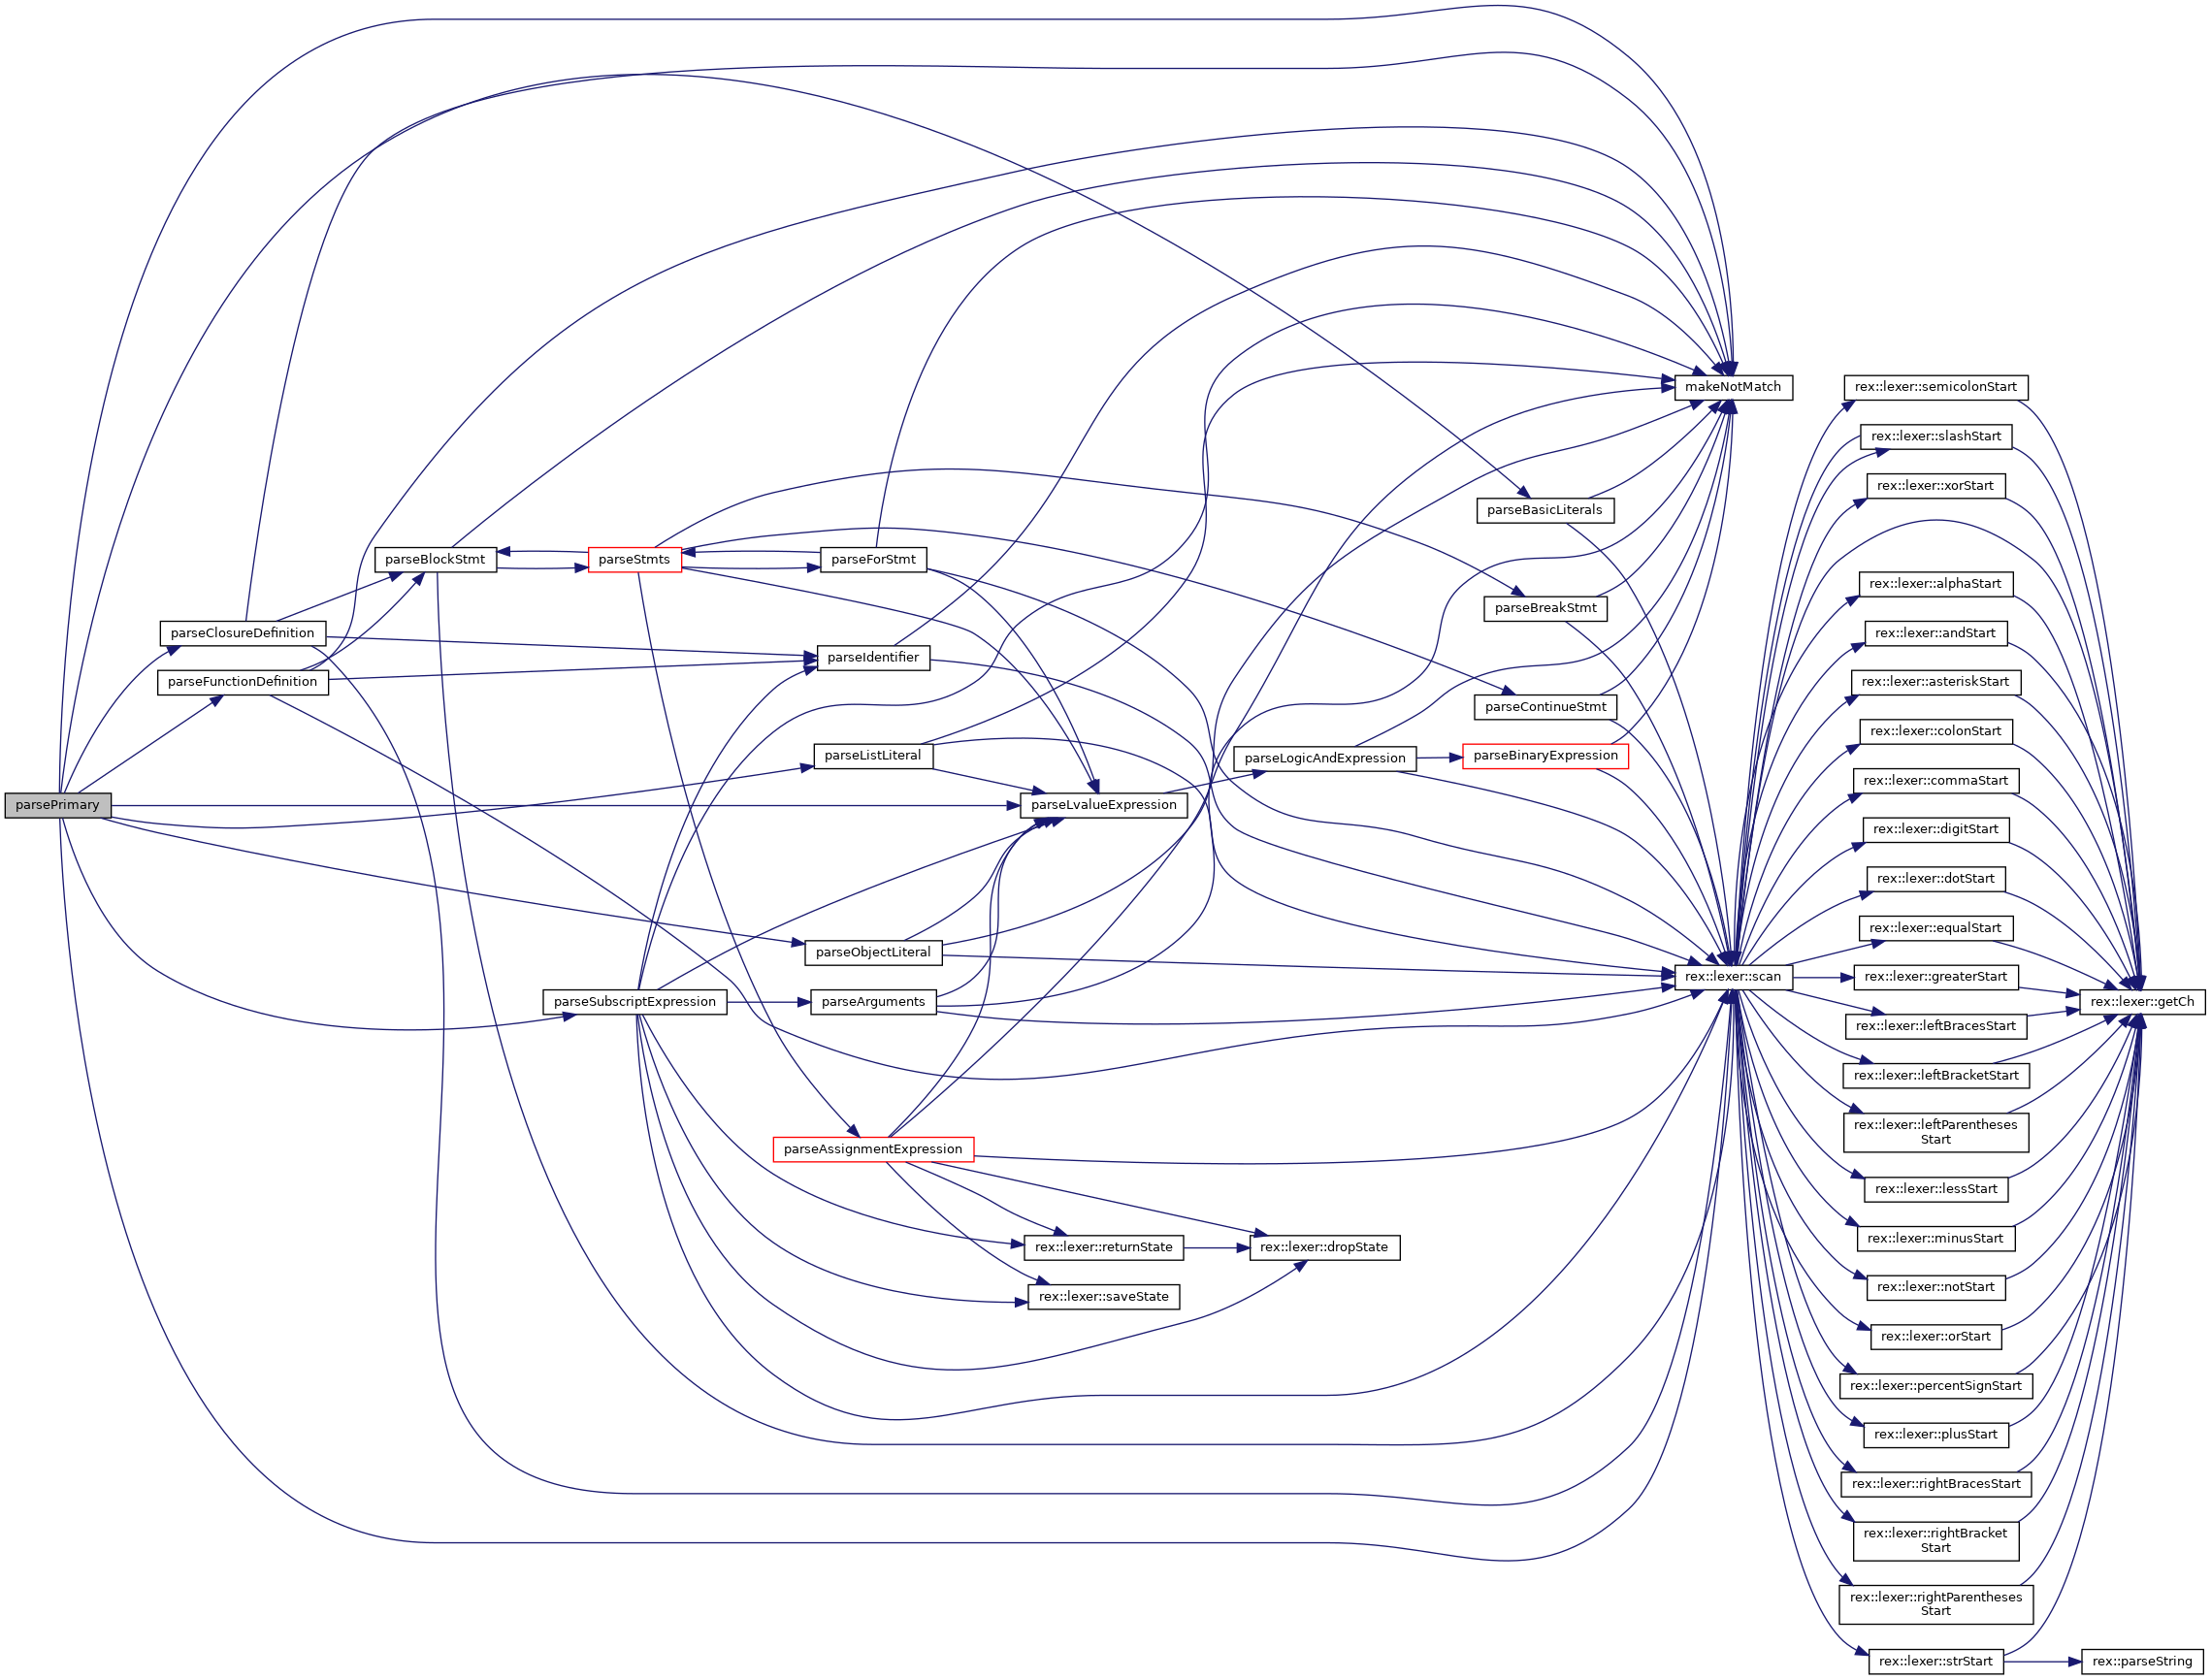 parsePrimary
parseClosureDefinition
parseFunctionDefinition
parseBlockStmt
parseStmts
parseSubscriptExpression
parseForStmt
parseIdentifier
parseListLiteral
parseObjectLiteral
parseArguments
parseAssignmentExpression
parseLvalueExpression
rex::lexer::returnState
rex::lexer::saveState
parseLogicAndExpression
rex::lexer::dropState
parseBasicLiterals
parseBreakStmt
parseContinueStmt
parseBinaryExpression
makeNotMatch
rex::lexer::scan
rex::lexer::semicolonStart
rex::lexer::slashStart
rex::lexer::xorStart
rex::lexer::alphaStart
rex::lexer::andStart
rex::lexer::asteriskStart
rex::lexer::colonStart
rex::lexer::commaStart
rex::lexer::digitStart
rex::lexer::dotStart
rex::lexer::equalStart
rex::lexer::greaterStart
rex::lexer::leftBracesStart
rex::lexer::leftBracketStart
rex::lexer::leftParentheses
Start
rex::lexer::lessStart
rex::lexer::minusStart
rex::lexer::notStart
rex::lexer::orStart
rex::lexer::percentSignStart
rex::lexer::plusStart
rex::lexer::rightBracesStart
rex::lexer::rightBracket
Start
rex::lexer::rightParentheses
Start
rex::lexer::strStart
rex::lexer::getCh
rex::parseString